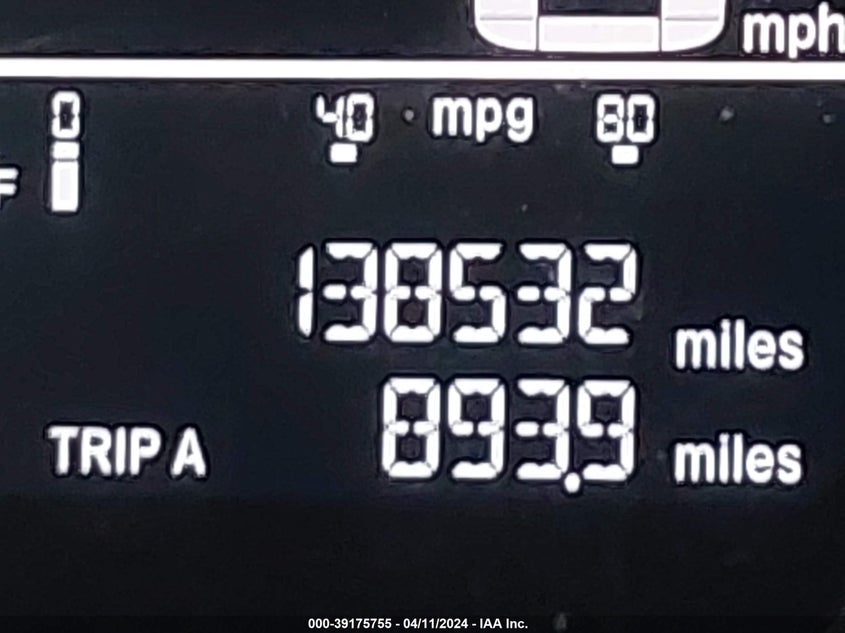 mph
0 40 mpg 80
F
138532 miles
TRIP A 893.9 miles
000-39175755 - 04/11/2024 - IAA Inc.